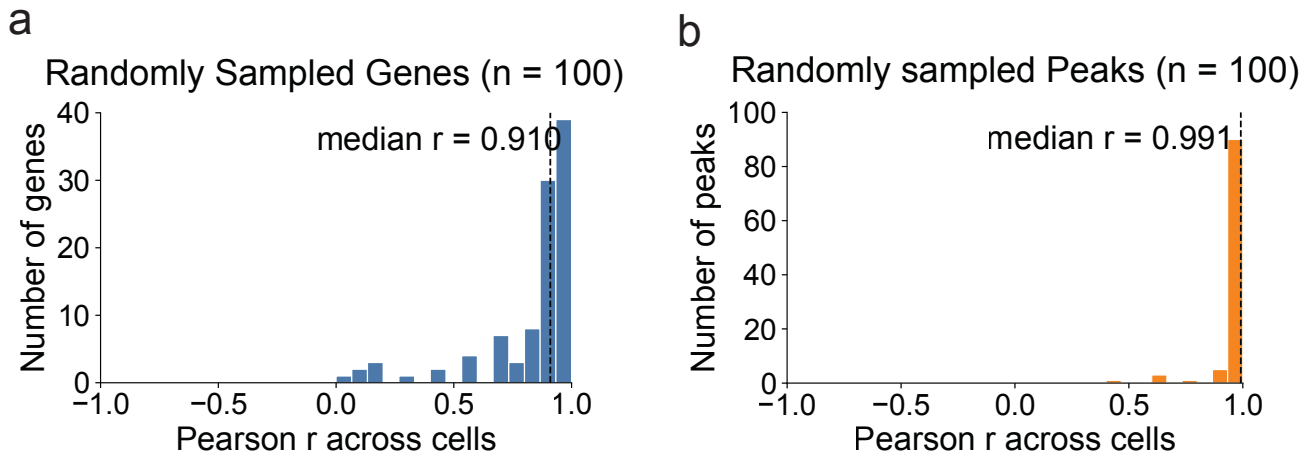 a
Randomly Sampled Genes (n = 100)
median r = 0.910
Number of genes
40
30
20
10
0
−1.0 −0.5 0.0 0.5 1.0
Pearson r across cells
b
Randomly sampled Peaks (n = 100)
median r = 0.991
Number of peaks
100
80
60
40
20
0
−1.0 −0.5 0.0 0.5 1.0
Pearson r across cells